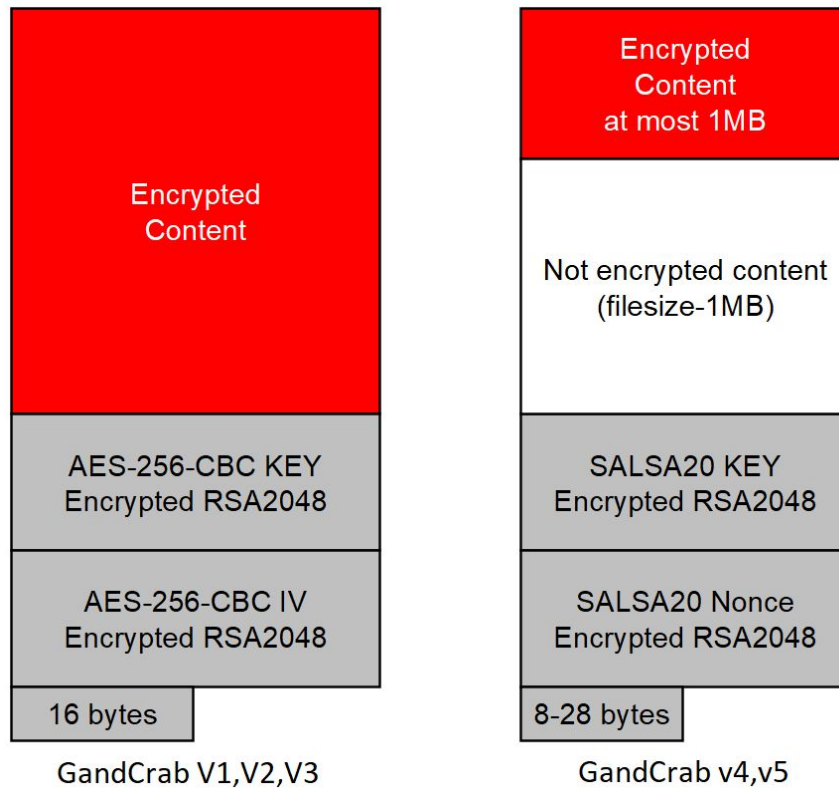 Encrypted
Content
AES-256-CBC KEY
Encrypted RSA2048
AES-256-CBC IV
Encrypted RSA2048
16 bytes
GandCrab V1,V2,V3
Encrypted
Content
at most 1MB
Not encrypted content
(filesize-1MB)
SALSA20 KEY
Encrypted RSA2048
SALSA20 Nonce
Encrypted RSA2048
8-28 bytes
GandCrab v4,v5